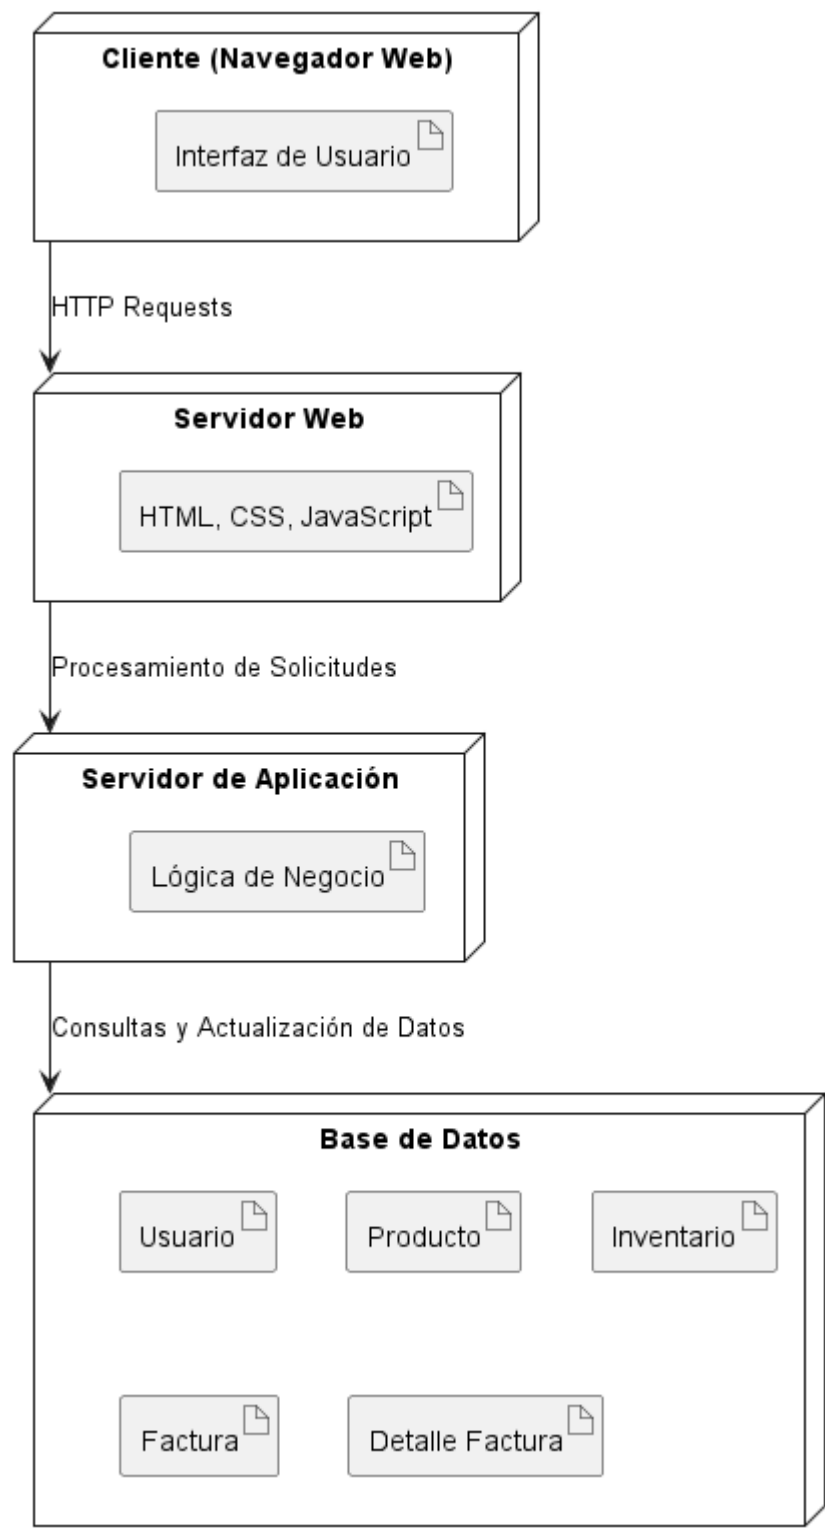 Cliente (Navegador Web)
Interfaz de Usuario
HTTP Requests
Servidor Web
HTML, CSS, JavaScript
Procesamiento de Solicitudes
Servidor de Aplicación
Lógica de Negocio
Consultas y Actualización de Datos
Base de Datos
Usuario
Producto
Inventario
Factura
Detalle Factura